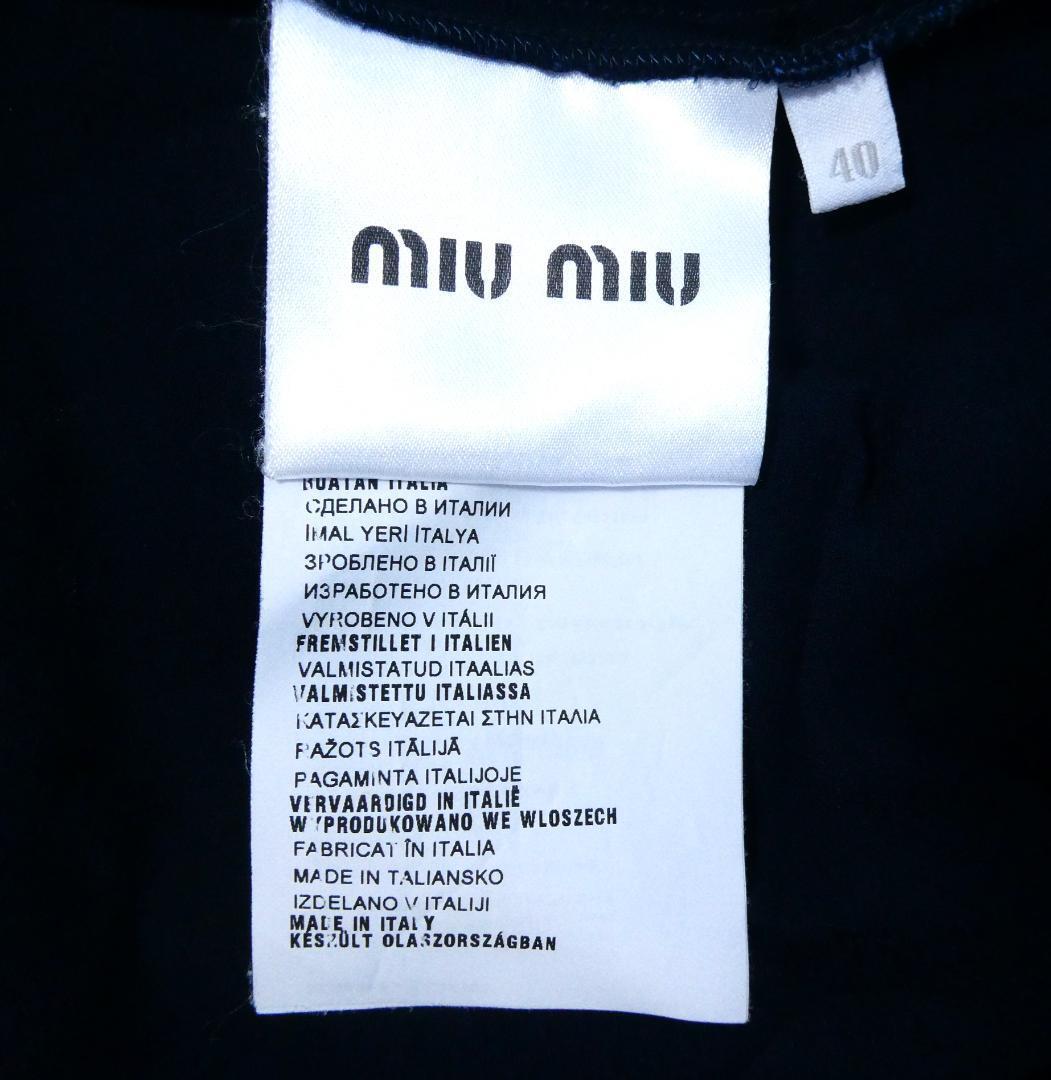 miu miu
40
BUATAN ITALIA
СДЕЛАНО В ИТАЛИИ
İMAL YERİ İTALYA
ЗРОБЛЕНО В ІТАЛІЇ
ИЗРАБОТЕНО В ИТАЛИЯ
VYROBENO V ITÁLII
FREMSTILLET I ITALIEN
VALMISTATUD ITAALIAS
VALMISTETTU ITALIASSA
ΚΑΤΑΣΚΕΥΑΖΕΤΑΙ ΣΤΗΝ ΙΤΑΛΙΑ
RAŽOTS ITĀLIJĀ
PAGAMINTA ITALIJOJE
VERVAARDIGD IN ITALIË
WYPRODUKOWANO WE WLOSZECH
FABRICAT ÎN ITALIA
MADE IN TALIANSKO
IZDELANO V ITALIJI
MADE IN ITALY
KÉSZÜLT OLASZORSZÁGBAN